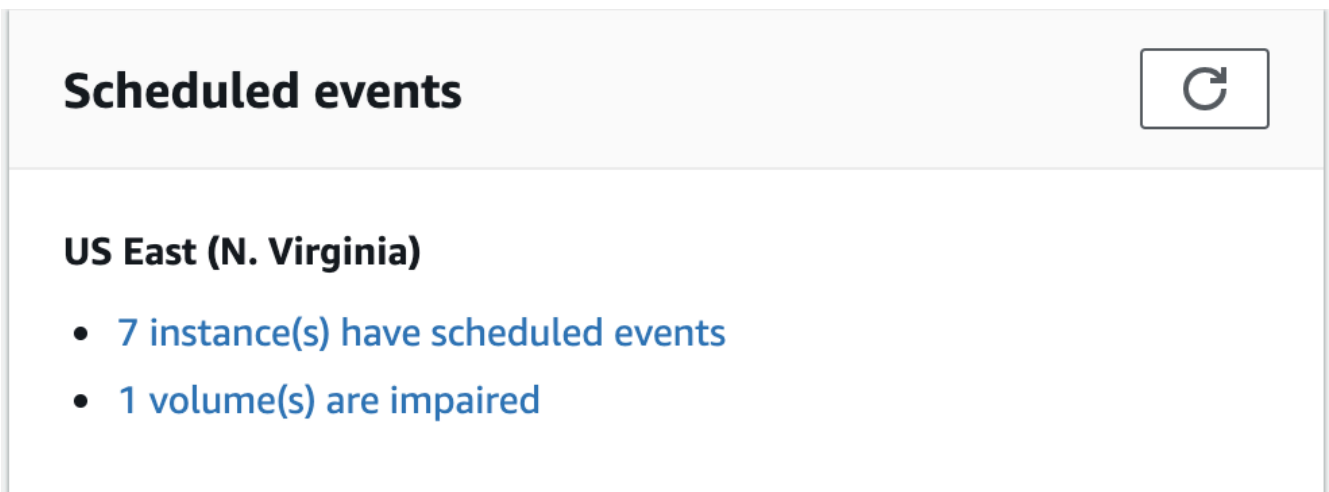 Scheduled events
US East (N. Virginia)
7 instance(s) have scheduled events
1 volume(s) are impaired